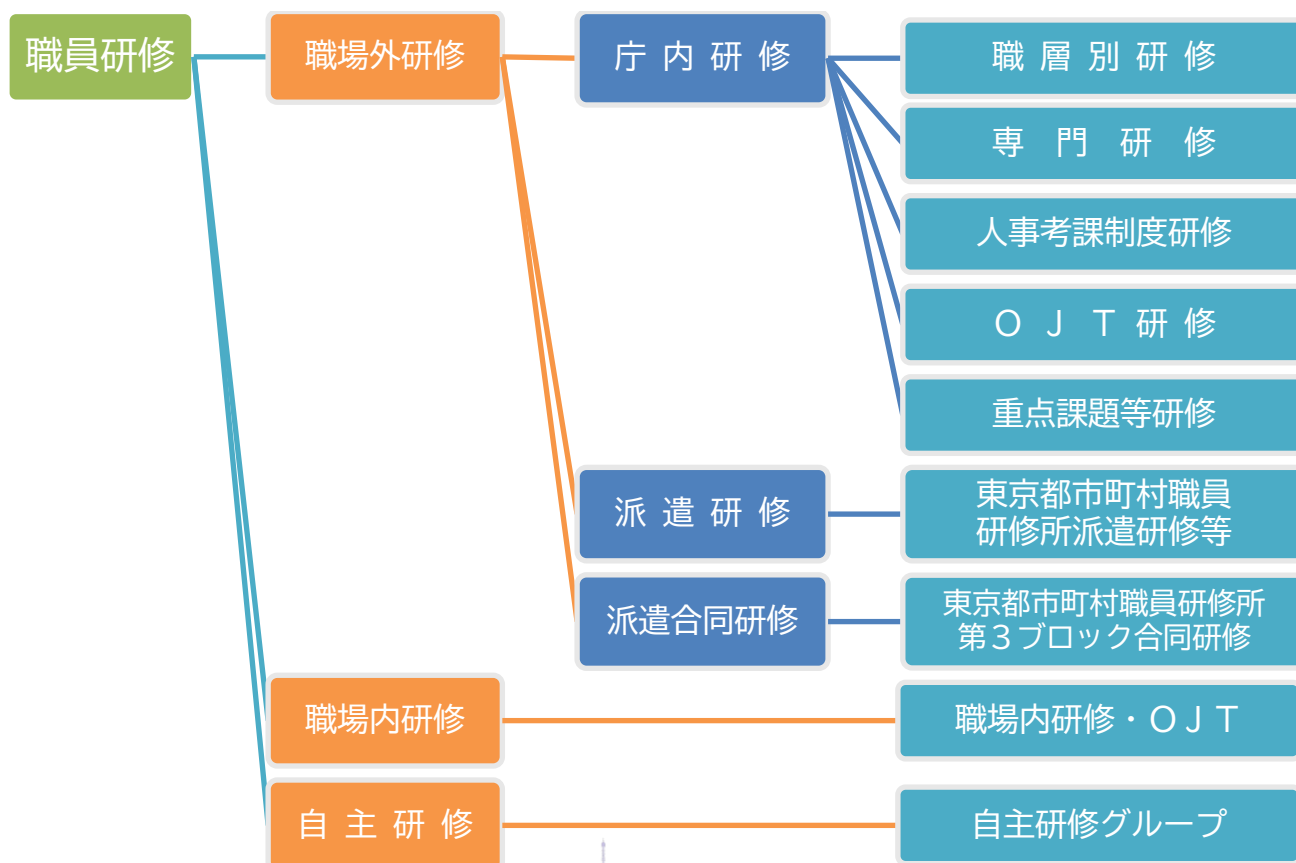 職員研修
職場外研修
庁内研修
職層別研修
専門研修
人事考課制度研修
ＯＪＴ研修
重点課題等研修
派遣研修
東京都市町村職員
研修所派遣研修等
派遣合同研修
東京都市町村職員研修所
第３ブロック合同研修
職場内研修
職場内研修・ＯＪＴ
自主研修
自主研修グループ